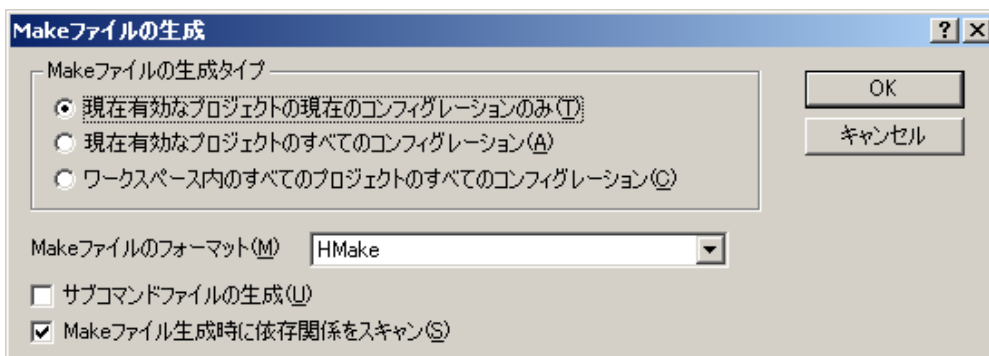 Makeファイルの生成
Makeファイルの生成タイプ
現在有効なプロジェクトの現在のコンフィグレーションのみ(T)
現在有効なプロジェクトのすべてのコンフィグレーション(A)
ワークスペース内のすべてのプロジェクトのすべてのコンフィグレーション(C)
OK
キャンセル
Makeファイルのフォーマット(M) HMake
サブコマンドファイルの生成(U)
Makeファイル生成時に依存関係をスキャン(S)